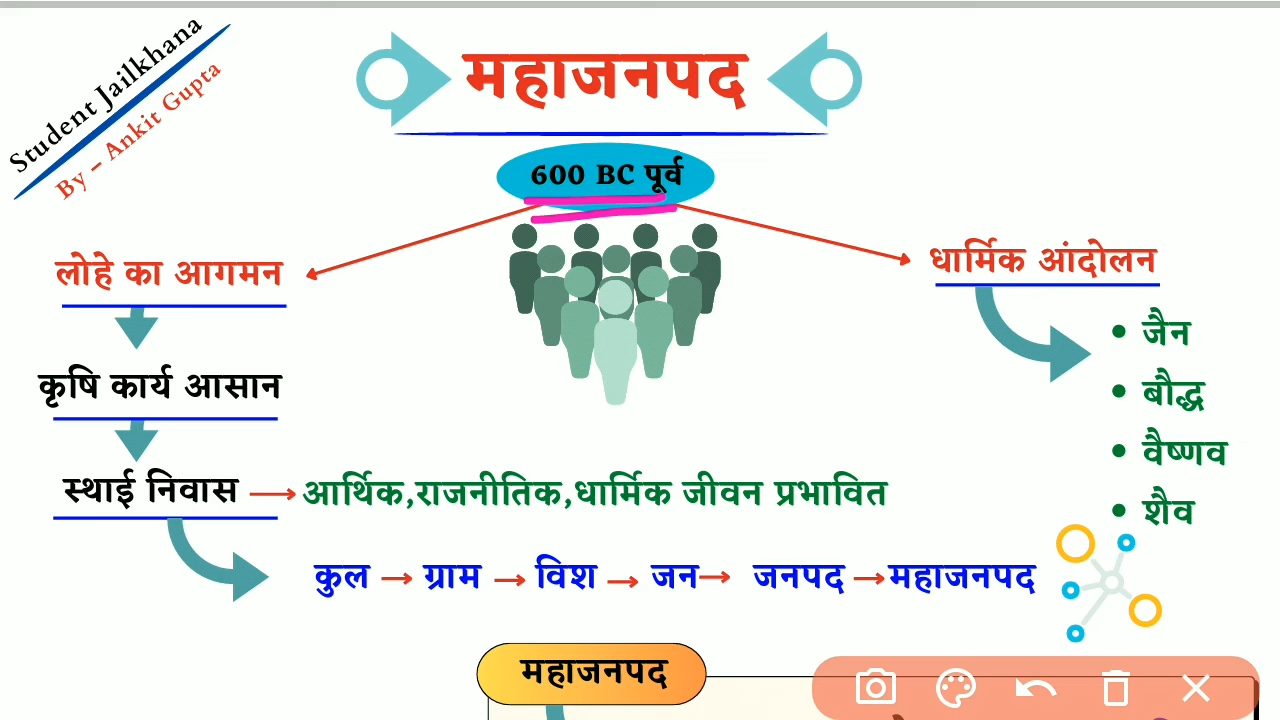 Student Jailkhana
By – Ankit Gupta
महाजनपद
600 BC पूर्व
लोहे का आगमन
धार्मिक आंदोलन
• जैन
कृषि कार्य आसान
• बौद्ध
• वैष्णव
स्थाई निवास → आर्थिक,राजनीतिक,धार्मिक जीवन प्रभावित
• शैव
कुल → ग्राम → विश → जन → जनपद → महाजनपद
महाजनपद